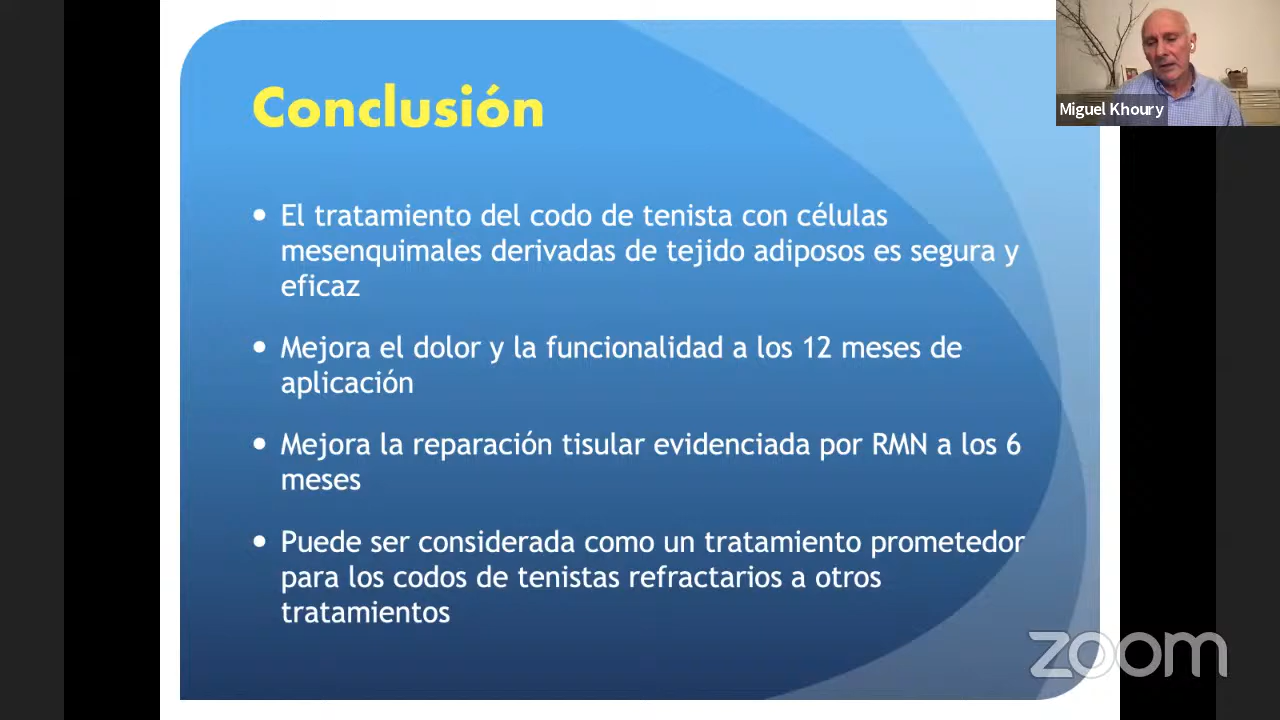 Conclusión
Miguel Khoury
• El tratamiento del codo de tenista con células
mesenquimales derivadas de tejido adiposos es segura y
eficaz
• Mejora el dolor y la funcionalidad a los 12 meses de
aplicación
• Mejora la reparación tisular evidenciada por RMN a los 6
meses
• Puede ser considerada como un tratamiento prometedor
para los codos de tenistas refractarios a otros
tratamientos
zoom